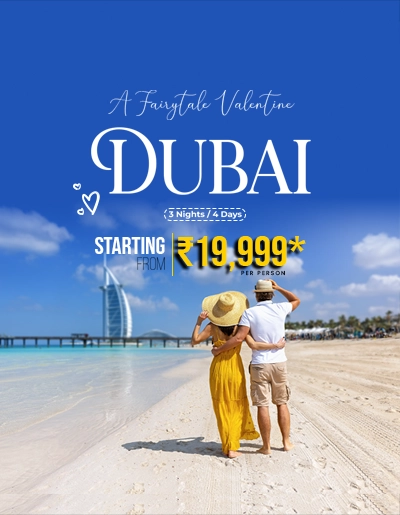 A Fairytale Valentine
DUBAI
3 Nights / 4 Days
STARTING
FROM
₹19,999*
PER PERSON